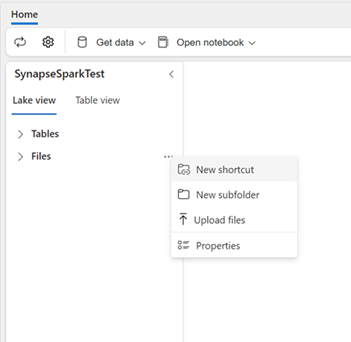 Home
Get data
Open notebook
SynapseSparkTest
Lake view
Table view
Tables
Files
...
New shortcut
New subfolder
Upload files
Properties